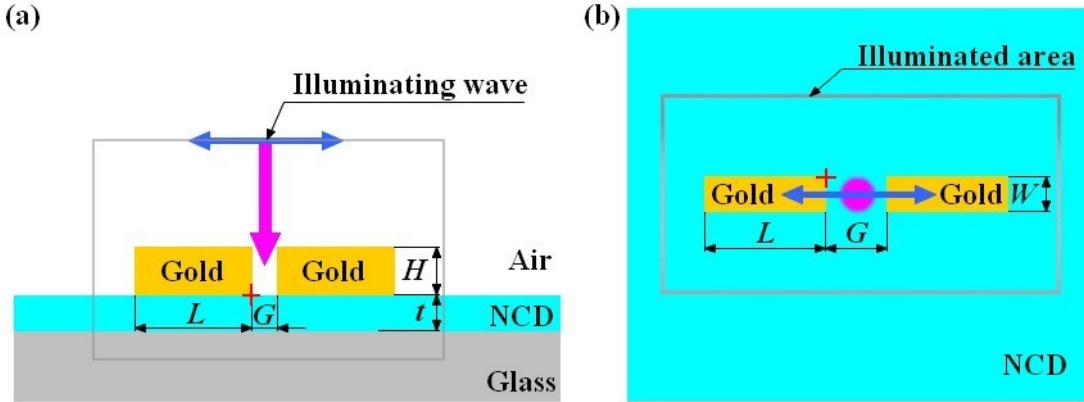 (a)
Illuminating wave
Gold
Gold
H
Air
L
G
t
NCD
Glass
(b)
Illuminated area
Gold
Gold
W
L
G
NCD